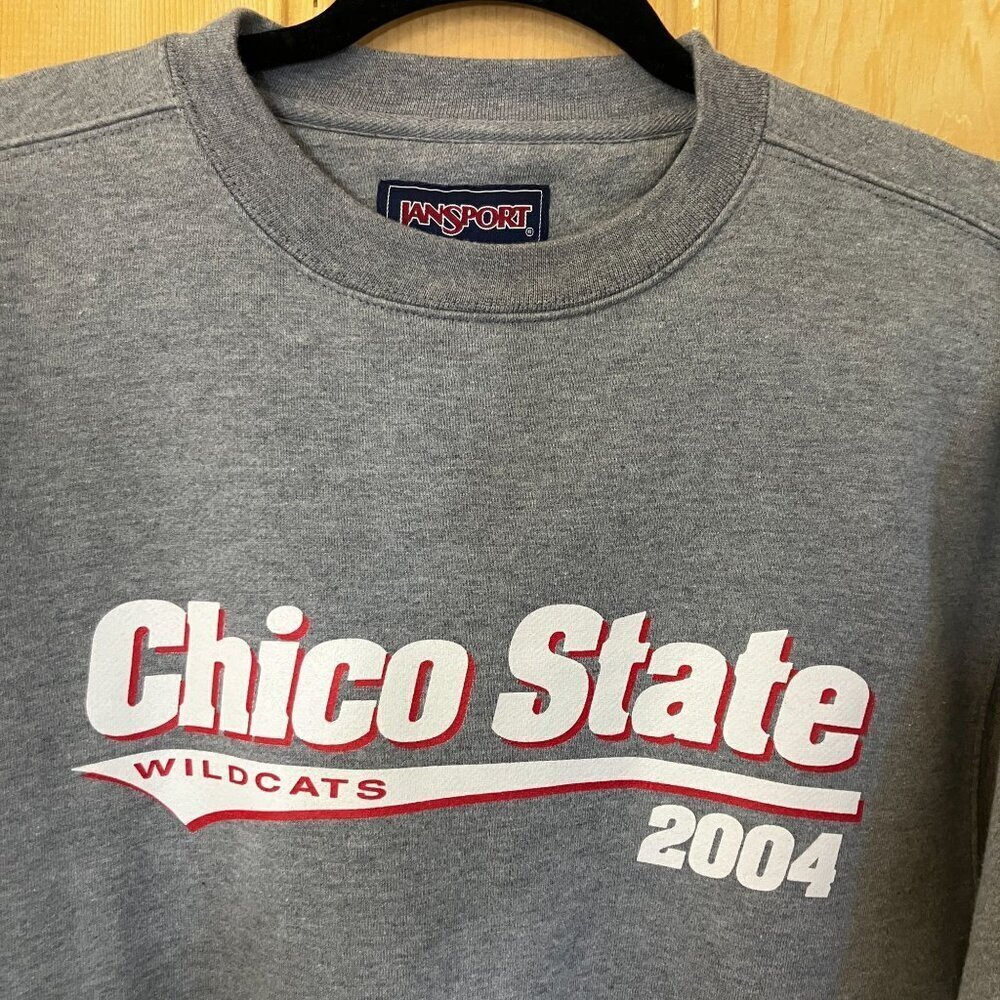 JANSPORT
®
Chico State
WILDCATS
2004